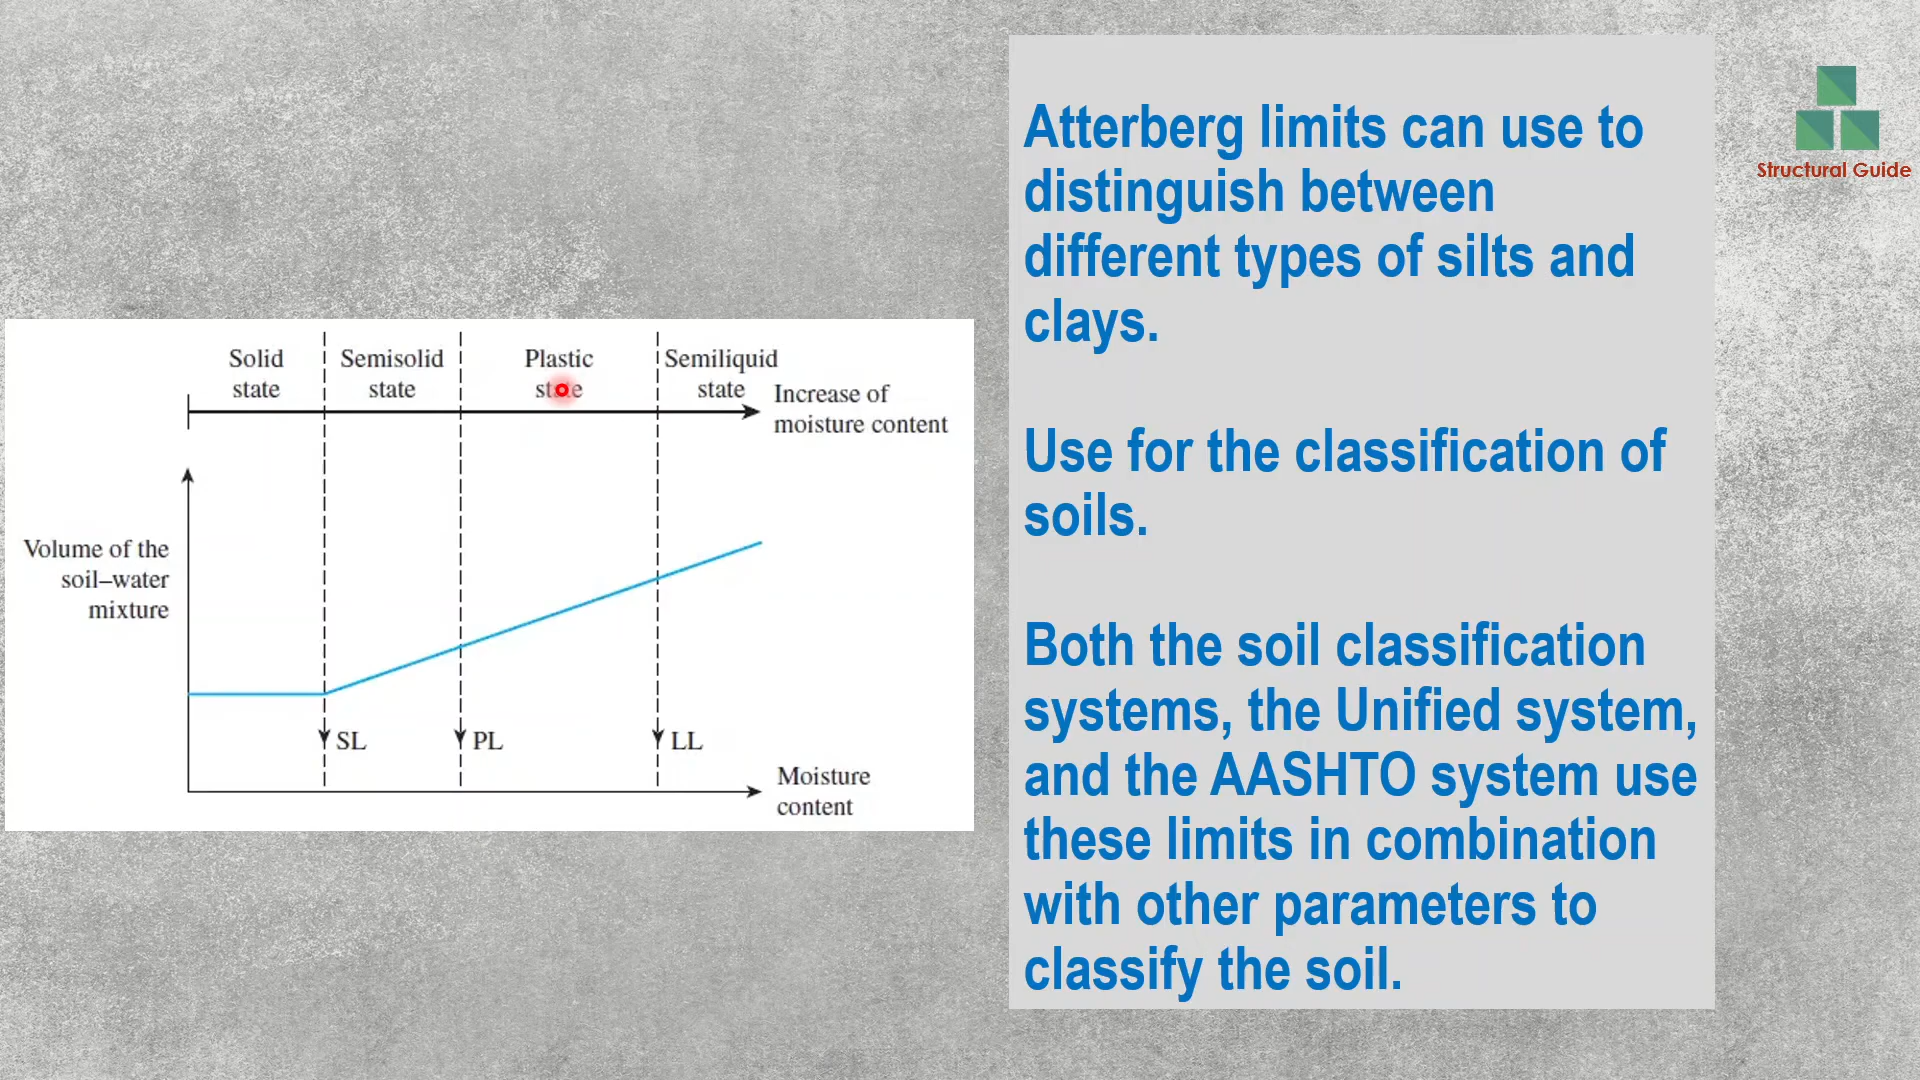 Solid
state
Semisolid
state
Plastic
Semiliquid
state
Increase of
moisture content
Volume of the
soil–water
mixture
SL
PL
LL
Moisture
content
Atterberg limits can use to
distinguish between
different types of silts and
clays.
Use for the classification of
soils.
Both the soil classification
systems, the Unified system,
and the AASHTO system use
these limits in combination
with other parameters to
classify the soil.
Structural Guide